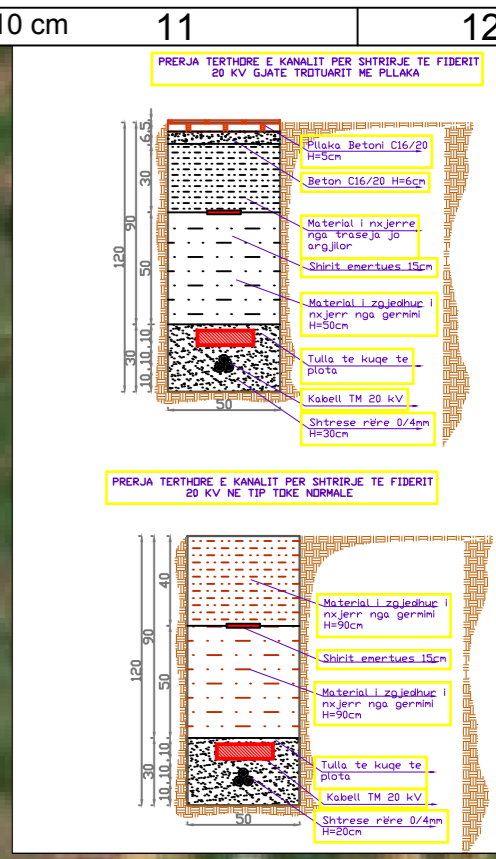 10 cm
11
12
PRERJA TERTHORE E KANALIT PER SHTRIRJE TE FIDERIT
20 KV GJATE TROTUARIT ME PLLAKA
Pllaka Betoni C16/20
H=5cm
Beton C16/20 H=6cm
Material i nxjerre
nga traseja jo
argjilor
Shirit emertues 15cm
Material i zgjedhur i
nxjerr nga germimi
H=50cm
Tulla te kuqe te
plota
Kabell TM 20 kV
Shtrese rëre 0/4mm
H=30cm
6.5
30
90
120
50
30
10
10
10
50
PRERJA TERTHORE E KANALIT PER SHTRIRJE TE FIDERIT
20 KV NE TIP TOKE NORMALE
Material i zgjedhur i
nxjerr nga germimi
H=90cm
Shirit emertues 15cm
Material i zgjedhur i
nxjerr nga germimi
H=90cm
Tulla te kuqe te
plota
Kabell TM 20 kV
Shtrese rëre 0/4mm
H=20cm
40
90
120
50
30
10
10
10
50